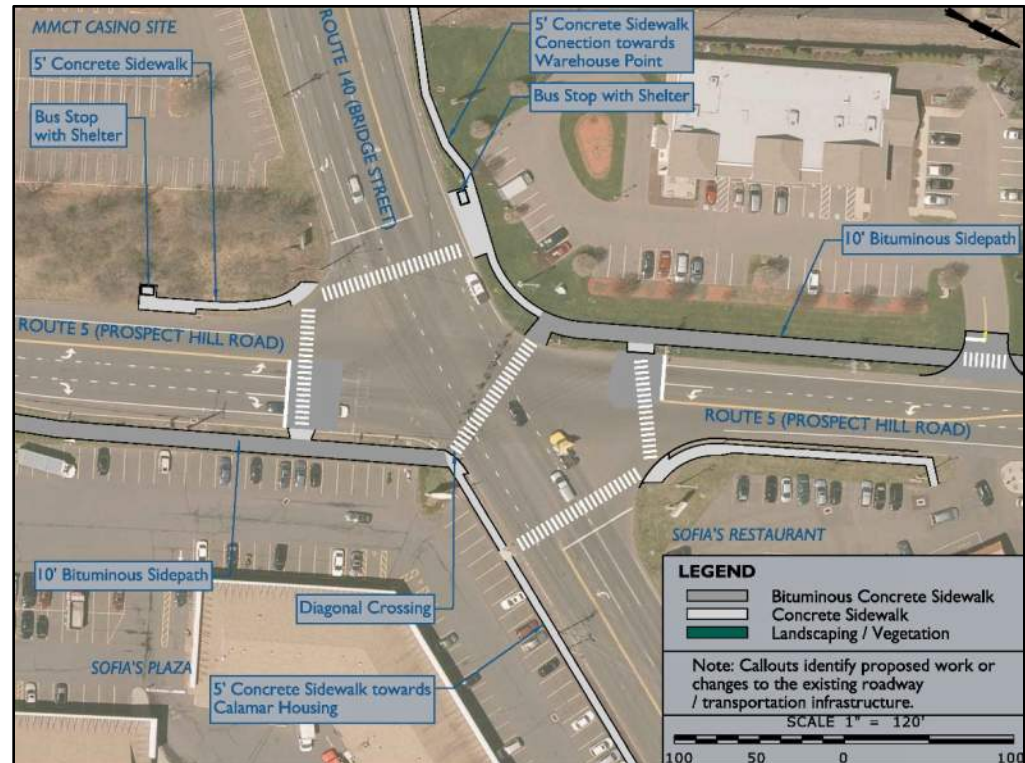 MMCT CASINO SITE
5' Concrete Sidewalk
Bus Stop
with Shelter
ROUTE 140 (BRIDGE STREET)
5' Concrete Sidewalk
Conection towards
Warehouse Point
Bus Stop with Shelter
10' Bituminous Sidepath
ROUTE 5 (PROSPECT HILL ROAD)
ROUTE 5 (PROSPECT HILL ROAD)
SOFIA'S RESTAURANT
10' Bituminous Sidepath
Diagonal Crossing
SOFIA'S PLAZA
5' Concrete Sidewalk towards
Calamar Housing
LEGEND
Bituminous Concrete Sidewalk
Concrete Sidewalk
Landscaping / Vegetation
Note: Callouts identify proposed work or
changes to the existing roadway
/ transportation infrastructure.
SCALE 1" = 120'
100 50 0 100